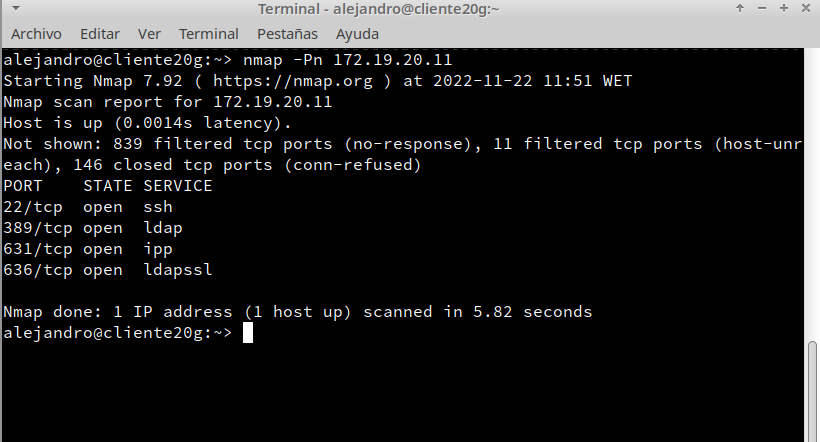 Terminal - alejandro@cliente20g:~
Archivo Editar Ver Terminal Pestañas Ayuda
alejandro@cliente20g:~> nmap -Pn 172.19.20.11
Starting Nmap 7.92 ( https://nmap.org ) at 2022-11-22 11:51 WET
Nmap scan report for 172.19.20.11
Host is up (0.0014s latency).
Not shown: 839 filtered tcp ports (no-response), 11 filtered tcp ports (host-unr
each), 146 closed tcp ports (conn-refused)
PORT    STATE SERVICE
22/tcp  open  ssh
389/tcp open  ldap
631/tcp open  ipp
636/tcp open  ldapssl
Nmap done: 1 IP address (1 host up) scanned in 5.82 seconds
alejandro@cliente20g:~>